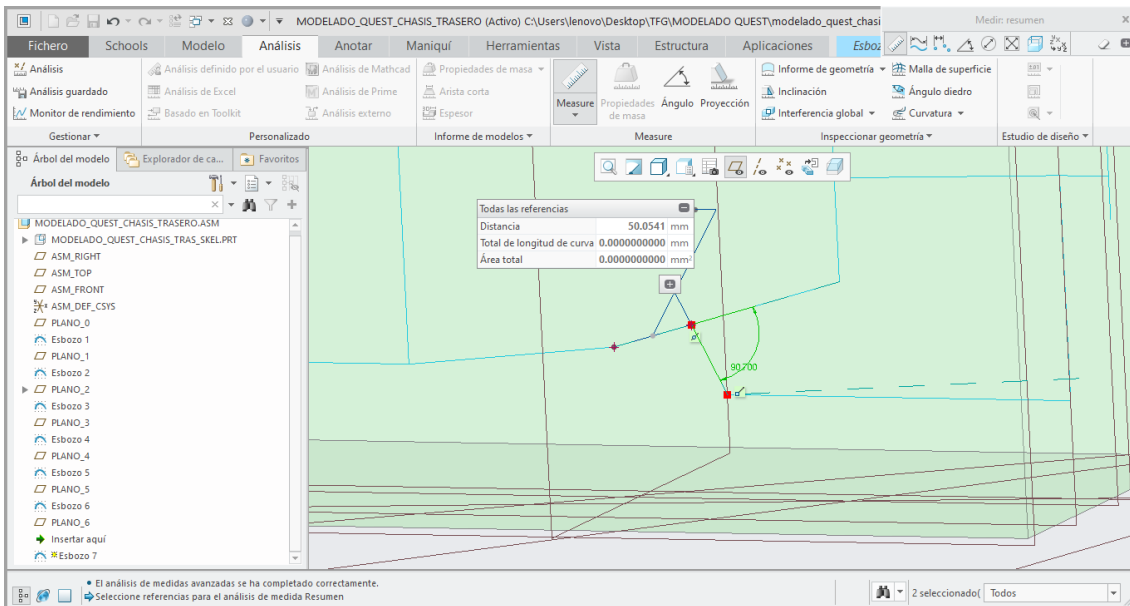 MODELADO_QUEST_CHASIS_TRASERO (Activo) C:\Users\lenovo\Desktop\TFG\MODELADO QUEST\modelado_quest_chasi
Medir: resumen
Fichero Schools Modelo Análisis Anotar Maniquí Herramientas Vista Estructura Aplicaciones Esboz
Análisis Análisis definido por el usuario Análisis de Mathcad Propiedades de masa Informe de geometría Malla de superficie
Análisis guardado Análisis de Excel Análisis de Prime Arista corta Measure Propiedades de masa Ángulo Proyección Inclinación Ángulo diedro
Monitor de rendimiento Basado en Toolkit Análisis externo Espesor Interferencia global Curvatura
Gestionar Personalizado Informe de modelos Measure Inspeccionar geometría Estudio de diseño
Árbol del modelo Explorador de ca... Favoritos
Árbol del modelo
MODELADO_QUEST_CHASIS_TRASERO.ASM
MODELADO_QUEST_CHASIS_TRAS_SKEL.PRT
ASM_RIGHT
ASM_TOP
ASM_FRONT
ASM_DEF_CSYS
PLANO_0
Esbozo 1
PLANO_1
Esbozo 2
PLANO_2
Esbozo 3
PLANO_3
Esbozo 4
PLANO_4
Esbozo 5
PLANO_5
Esbozo 6
PLANO_6
Insertar aquí
Esbozo 7
Todas las referencias
Distancia 50.0541 mm
Total de longitud de curva 0.0000000000 mm
Área total 0.0000000000 mm²
El análisis de medidas avanzadas se ha completado correctamente.
Seleccione referencias para el análisis de medida Resumen
2 seleccionado( Todos